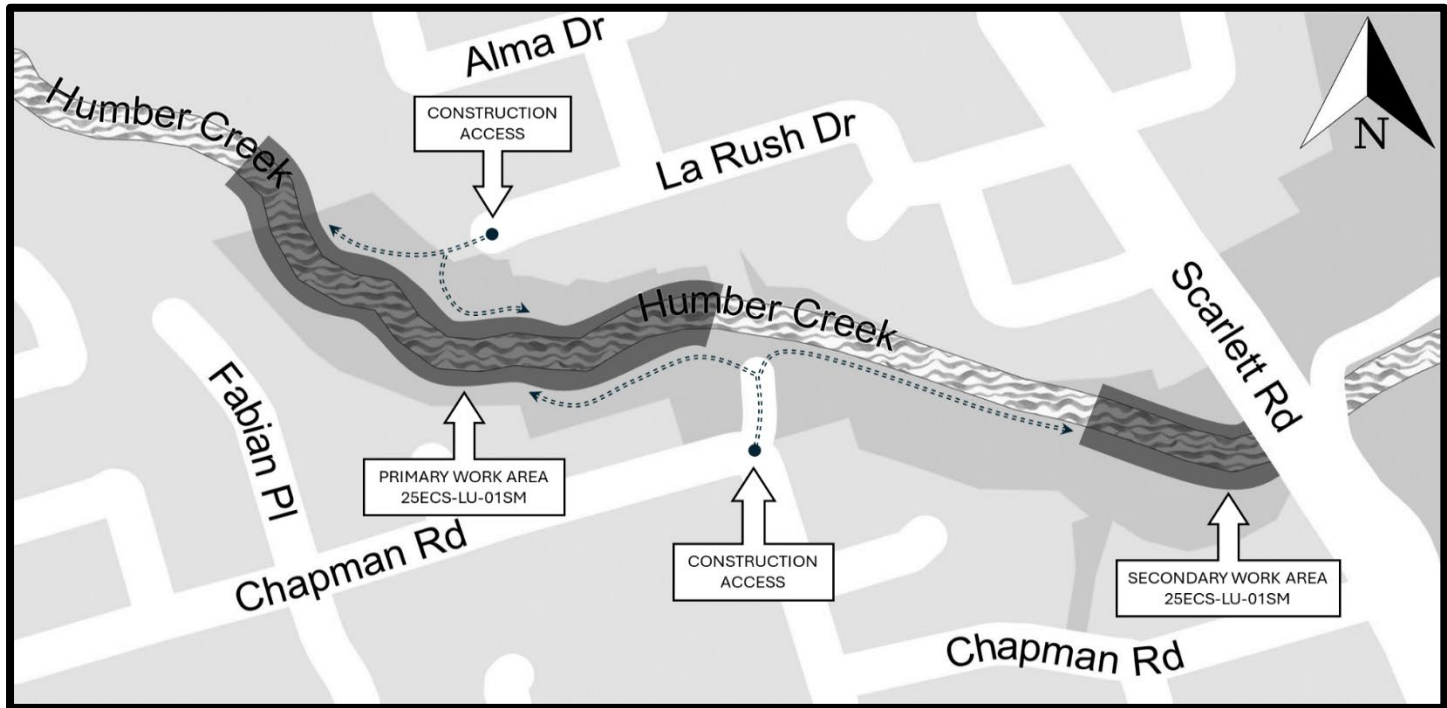 Alma Dr
Humber Creek
CONSTRUCTION
ACCESS
La Rush Dr
N
Humber Creek
Scarlett Rd
Fabian Pl
PRIMARY WORK AREA
25ECS-LU-01SM
Chapman Rd
CONSTRUCTION
ACCESS
SECONDARY WORK AREA
25ECS-LU-01SM
Chapman Rd